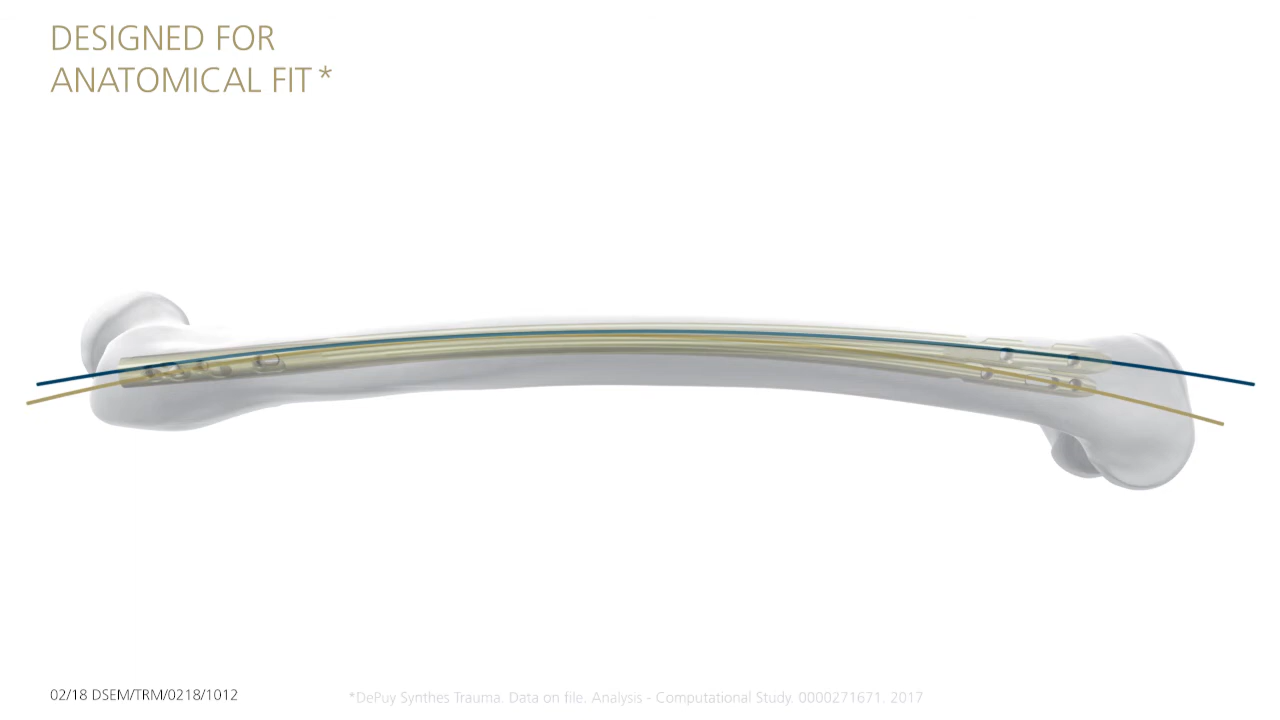 DESIGNED FOR
ANATOMICAL FIT*
02/18 DSEM/TRM/0218/1012
*DePuy Synthes Trauma. Data on file. Analysis - Computational Study. 0000271671. 2017